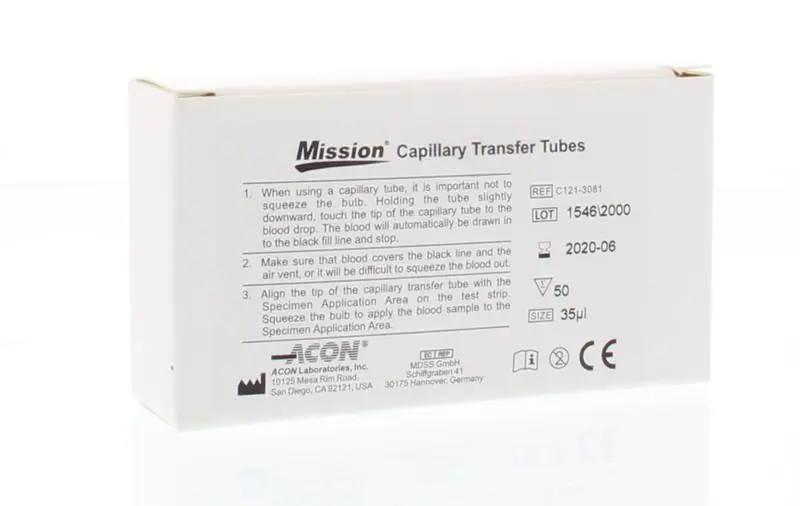 Mission® Capillary Transfer Tubes
1. When using a capillary tube, it is important not to
squeeze the bulb. Holding the tube slightly
downward, touch the tip of the capillary tube to the
blood drop. The blood will automatically be drawn in
to the black fill line and stop.
2. Make sure that blood covers the black line and the
air vent, or it will be difficult to squeeze the blood out.
3. Align the tip of the capillary transfer tube with the
Specimen Application Area on the test strip.
Squeeze the bulb to apply the blood sample to the
Specimen Application Area.
REF C121-3081
LOT 1546\2000
2020-06
Σ 50
SIZE 35µl
ACON®
ACON Laboratories, Inc.
10125 Mesa Rim Road,
San Diego, CA 92121, USA
EC REP
MDSS GmbH
Schiffgraben 41
30175 Hannover, Germany
i 2 CE